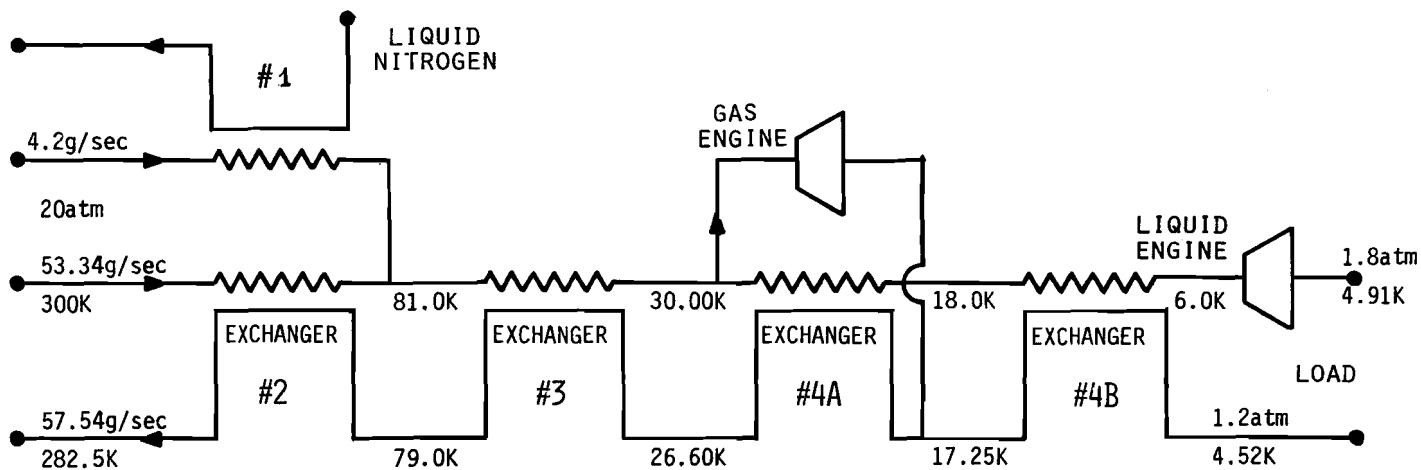 LIQUID
NITROGEN
#1
GAS
ENGINE
4.2g/sec
20atm
LIQUID
ENGINE
1.8atm
53.34g/sec
300K
81.0K
30.00K
18.0K
6.0K
4.91K
EXCHANGER
#2
EXCHANGER
#3
EXCHANGER
#4A
EXCHANGER
#4B
LOAD
57.54g/sec
1.2atm
282.5K
79.0K
26.60K
17.25K
4.52K